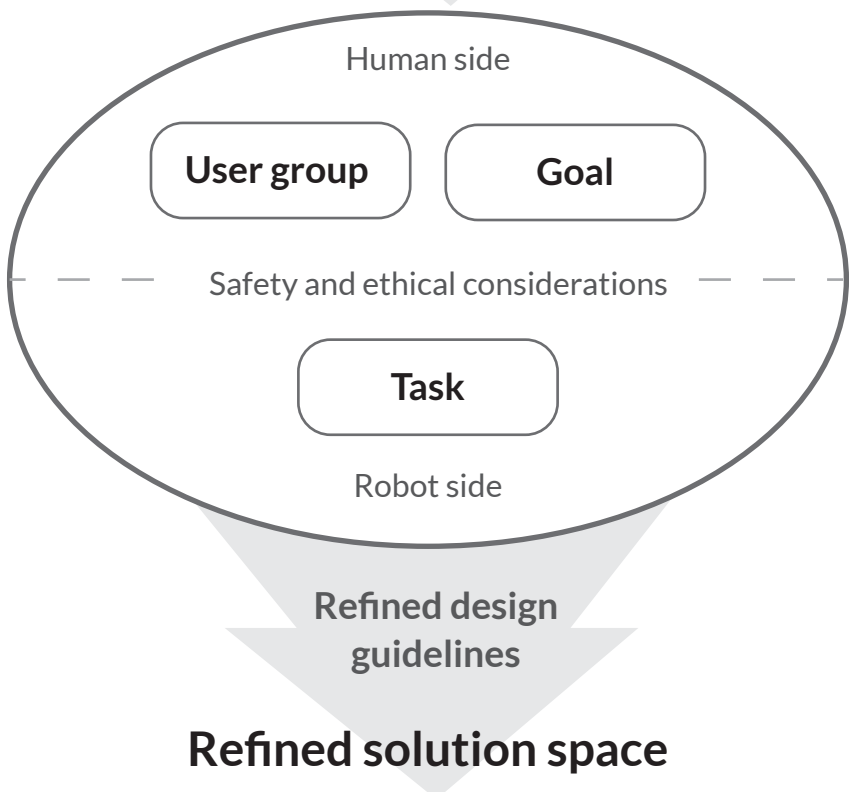 Human side
User group
Goal
Safety and ethical considerations
Task
Robot side
Refined design
guidelines
Refined solution space